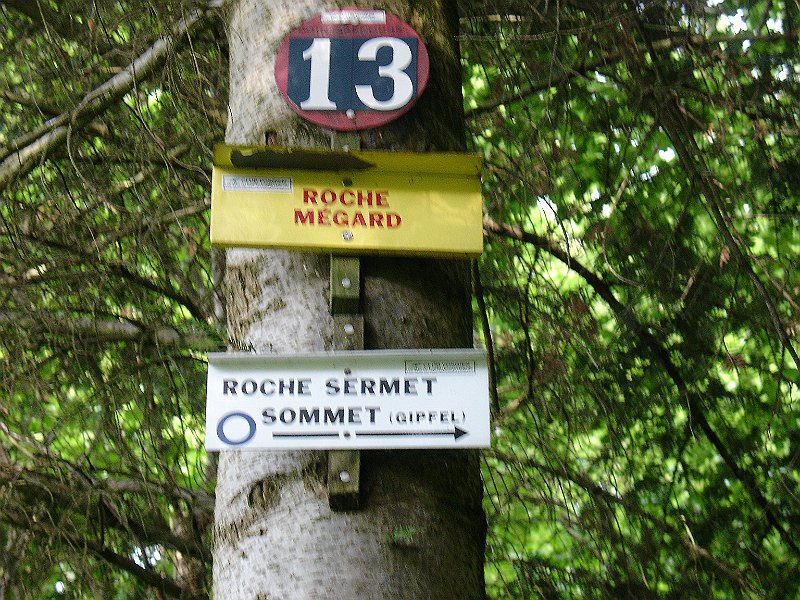 13
ROCHE
MÉGARD
ROCHE SERMET
SOMMET (GIPFEL)